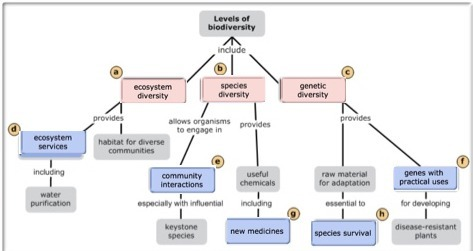 Levels of
biodiversity
include
a
b
c
ecosystem
diversity
species
diversity
genetic
diversity
provides
allows organisms
to engage in
provides
provides
d
ecosystem
services
habitat for diverse
communities
e
f
including
community
interactions
useful
chemicals
raw material
for adaptation
genes with
practical uses
water
purification
especially with influential
including
essential to
for developing
g
h
keystone
species
new medicines
species survival
disease-resistant
plants